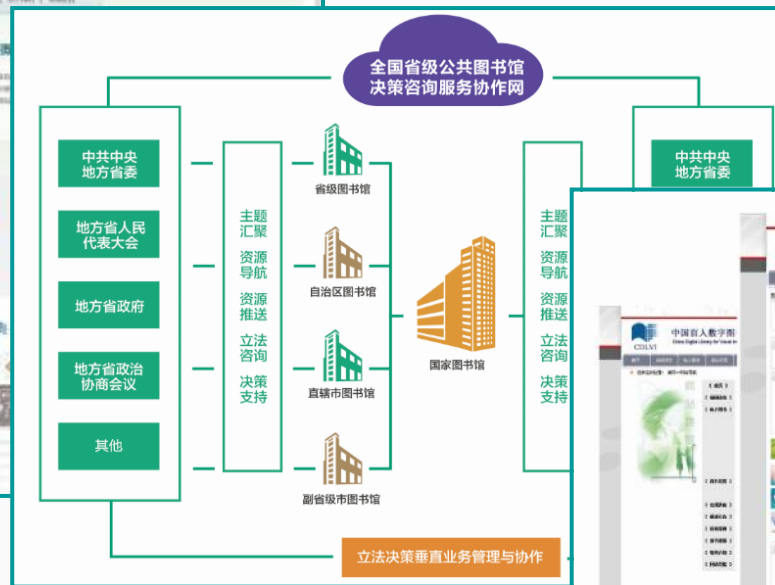 全国省级公共图书馆
决策咨询服务协作网
中共中央
地方省委
地方省人民
代表大会
地方省政府
地方省政治
协商会议
其他
主题
汇聚
资源
导航
资源
推送
立法
咨询
决策
支持
省级图书馆
自治区图书馆
直辖市图书馆
副省级市图书馆
国家图书馆
主题
汇聚
资源
导航
资源
推送
立法
咨询
决策
支持
中共中央
地方省委
立法决策垂直业务管理与协作
中国盲人数字图
CDLVI